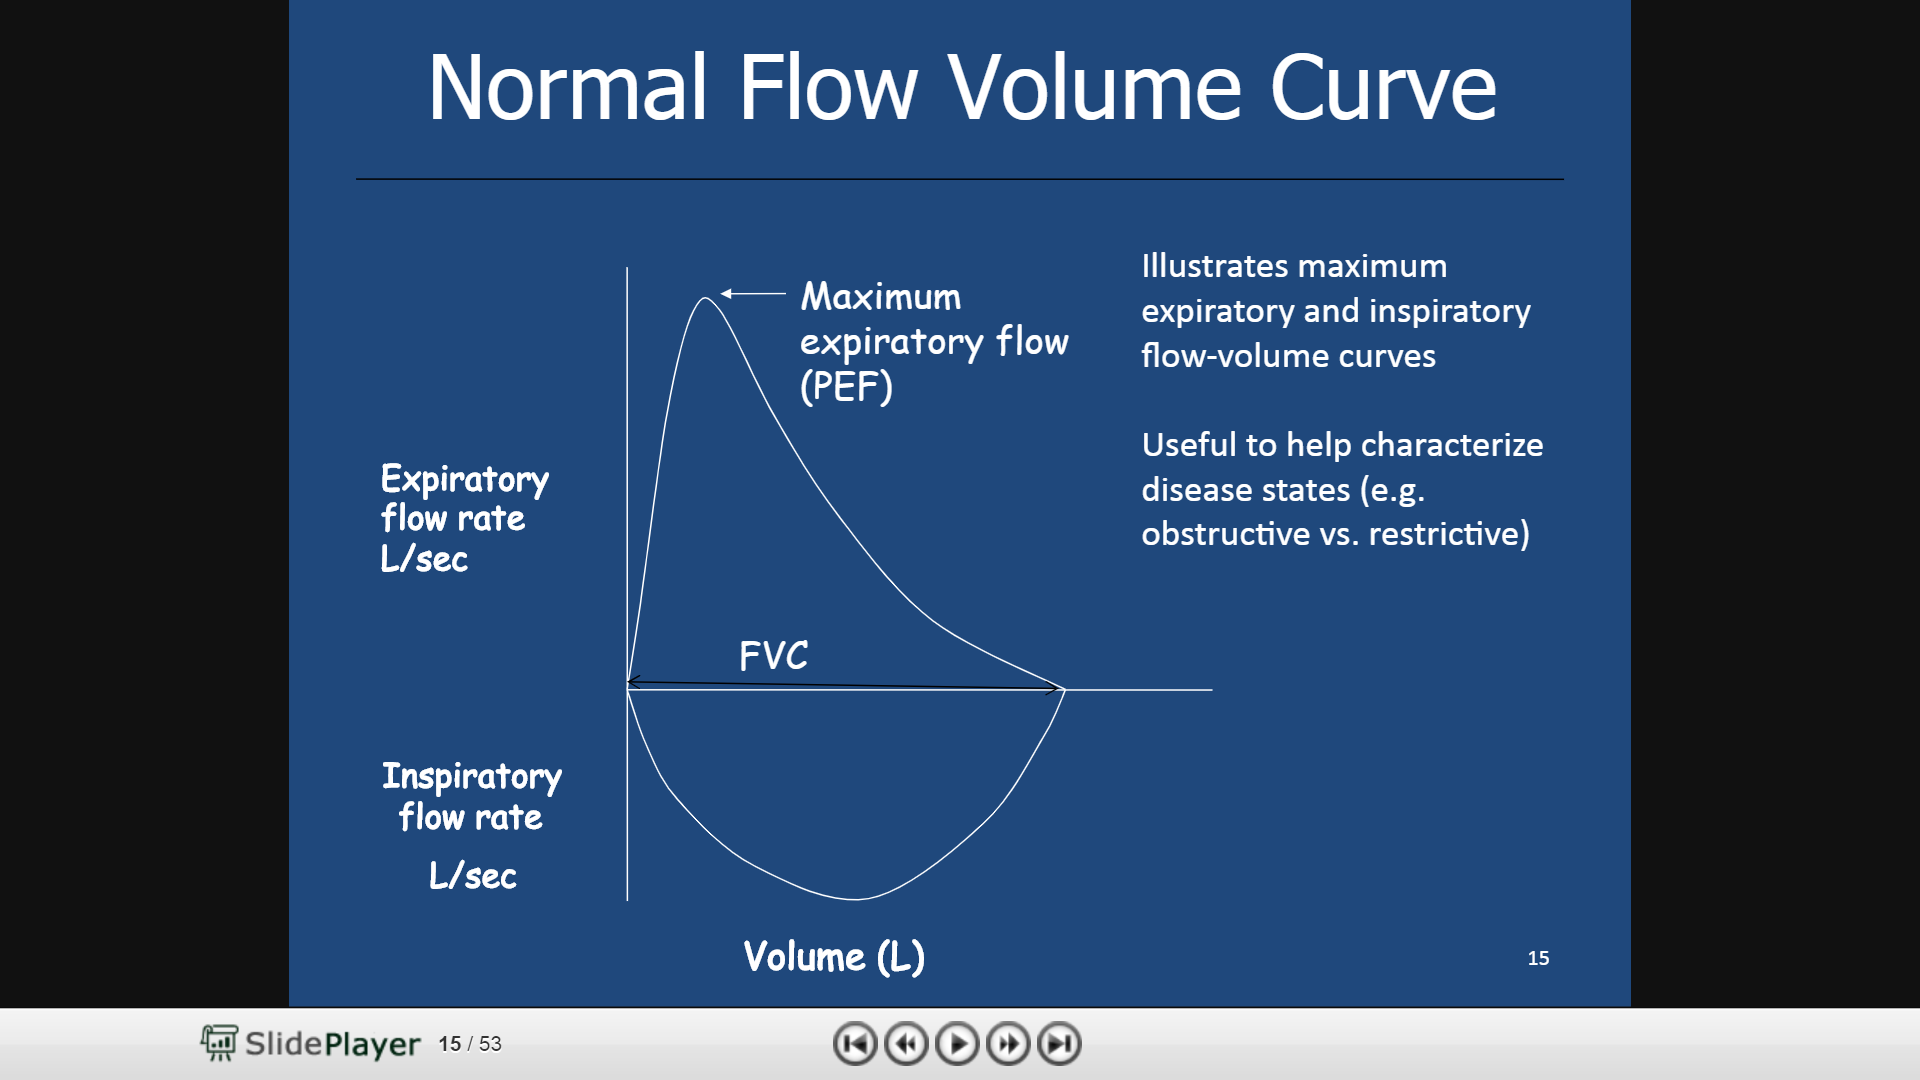 Normal Flow Volume Curve
Maximum
expiratory flow
(PEF)
Illustrates maximum
expiratory and inspiratory
flow-volume curves
Useful to help characterize
disease states (e.g.
obstructive vs. restrictive)
Expiratory
flow rate
L/sec
FVC
Inspiratory
flow rate
L/sec
Volume (L)
15
SlidePlayer 15 / 53